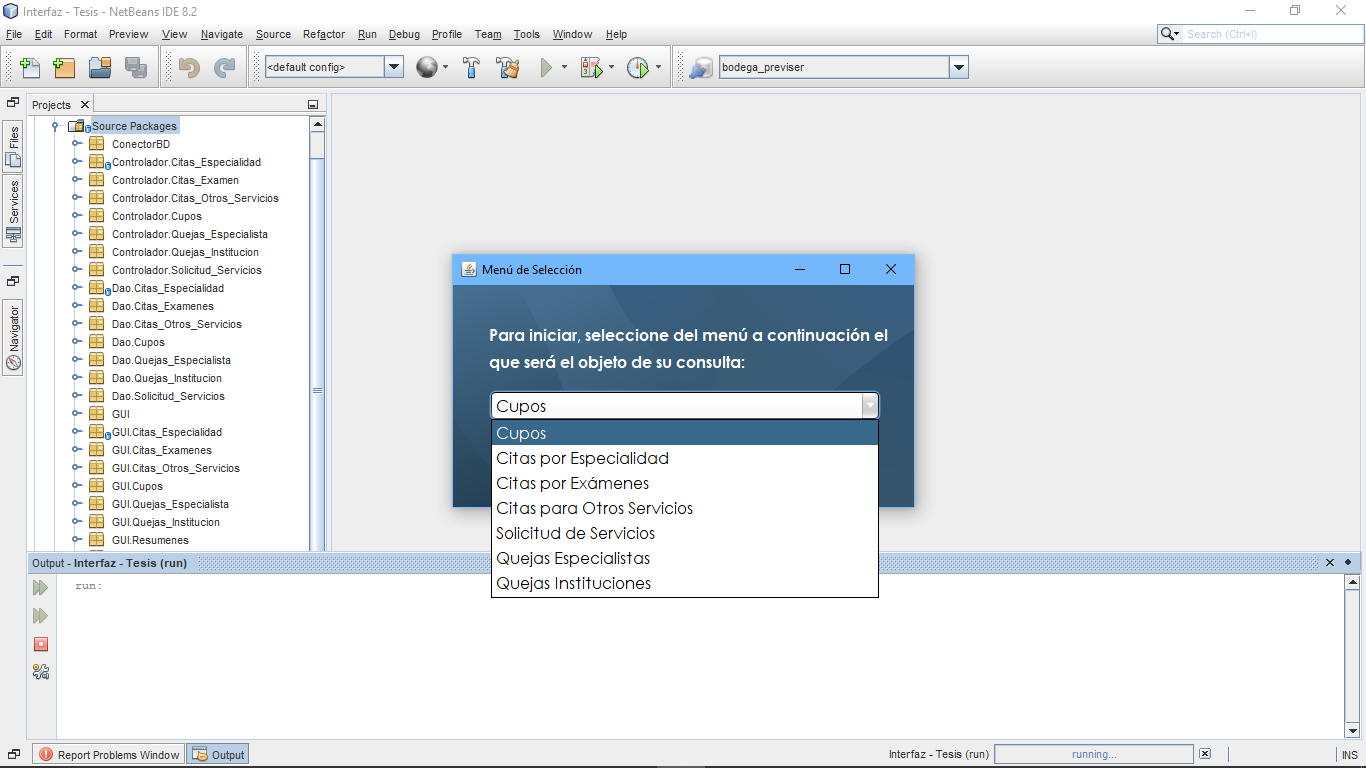 Interfaz - Tesis - NetBeans IDE 8.2
File Edit Format Preview View Navigate Source Refactor Run Debug Profile Team Tools Window Help
Search (Ctrl+I)
<default config>
bodega_previser
Projects
Files
Services
Navigator
Source Packages
ConectorBD
Controlador.Citas_Especialidad
Controlador.Citas_Examen
Controlador.Citas_Otros_Servicios
Controlador.Cupos
Controlador.Quejas_Especialista
Controlador.Quejas_Institucion
Controlador.Solicitud_Servicios
Dao.Citas_Especialidad
Dao.Citas_Examenes
Dao.Citas_Otros_Servicios
Dao.Cupos
Dao.Quejas_Especialista
Dao.Quejas_Institucion
Dao.Solicitud_Servicios
GUI
GUI.Citas_Especialidad
GUI.Citas_Examenes
GUI.Citas_Otros_Servicios
GUI.Cupos
GUI.Quejas_Especialista
GUI.Quejas_Institucion
GUI.Resumenes
Menú de Selección
Para iniciar, seleccione del menú a continuación el
que será el objeto de su consulta:
Cupos
Cupos
Citas por Especialidad
Citas por Exámenes
Citas para Otros Servicios
Solicitud de Servicios
Quejas Especialistas
Quejas Instituciones
Output - Interfaz - Tesis (run)
run:
Report Problems Window
Output
Interfaz - Tesis (run)
running...
INS